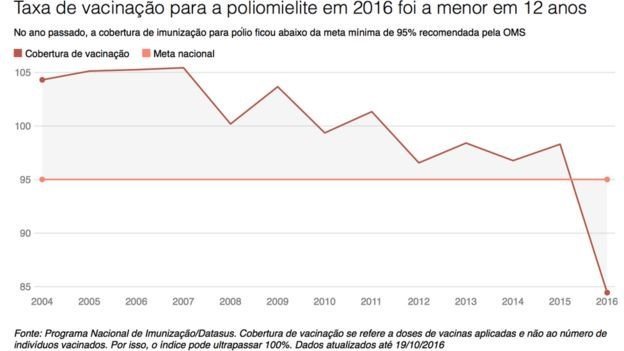 Taxa de vacinação para a poliomielite em 2016 foi a menor em 12 anos
No ano passado, a cobertura de imunização para pólio ficou abaixo da meta mínima de 95% recomendada pela OMS
Cobertura de vacinação Meta nacional
105
100
95
90
85
2004 2005 2006 2007 2008 2009 2010 2011 2012 2013 2014 2015 2016
Fonte: Programa Nacional de Imunização/Datasus. Cobertura de vacinação se refere a doses de vacinas aplicadas e não ao número de
indivíduos vacinados. Por isso, o índice pode ultrapassar 100%. Dados atualizados até 19/10/2016